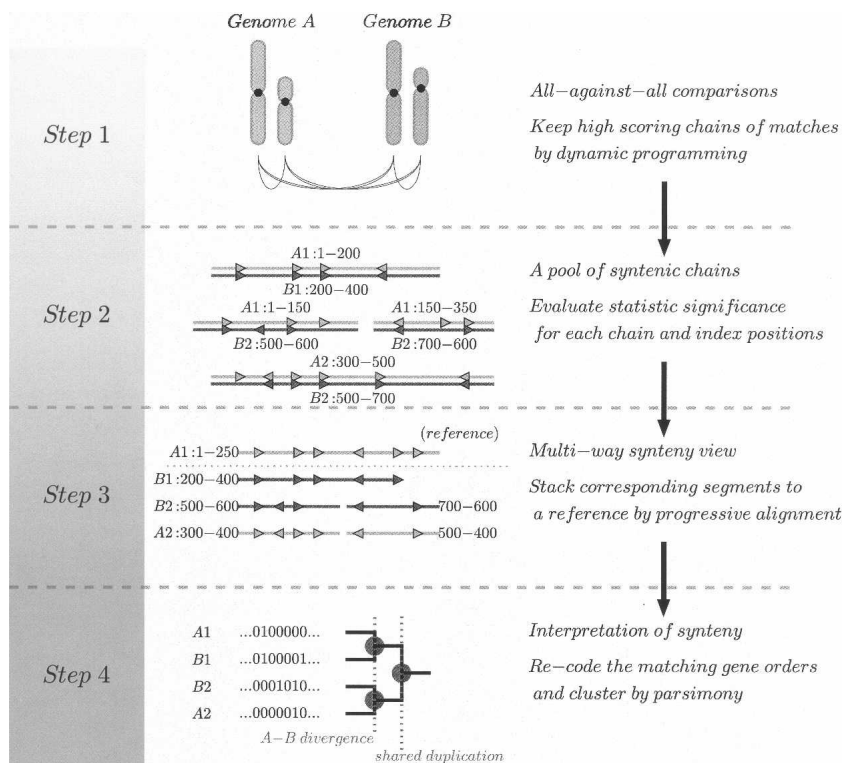 Genome A Genome B
Step 1
All-against-all comparisons
Keep high scoring chains of matches
by dynamic programming
Step 2
A1:1-200
B1:200-400
A1:1-150 A1:150-350
B2:500-600 B2:700-600
A2:300-500
B2:500-700
A pool of syntenic chains
Evaluate statistic significance
for each chain and index positions
Step 3
(reference)
A1:1-250
B1:200-400
B2:500-600 700-600
A2:300-400 500-400
Multi-way synteny view
Stack corresponding segments to
a reference by progressive alignment
Step 4
A1 ...0100000...
B1 ...0100001...
B2 ...0001010...
A2 ...0000010...
A-B divergence
shared duplication
Interpretation of synteny
Re-code the matching gene orders
and cluster by parsimony